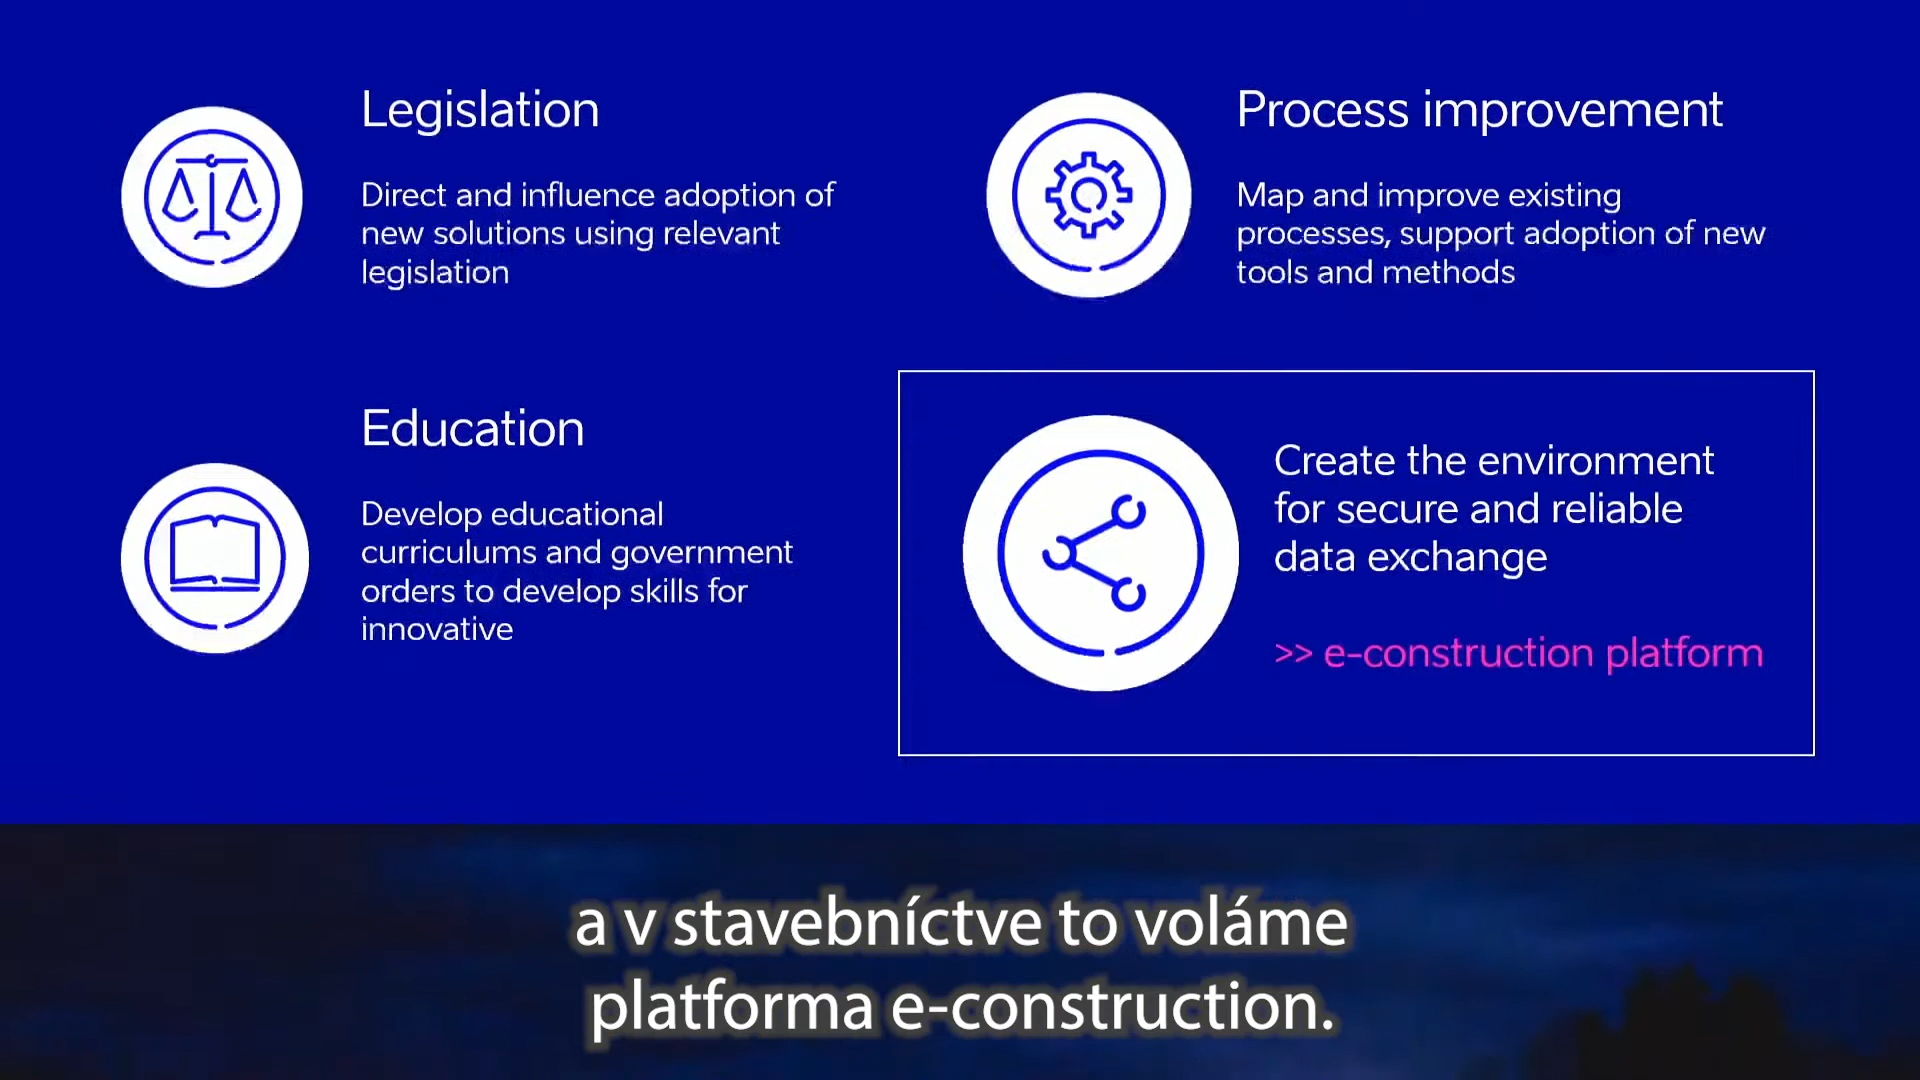 Legislation
Direct and influence adoption of
new solutions using relevant
legislation
Process improvement
Map and improve existing
processes, support adoption of new
tools and methods
Education
Develop educational
curriculums and government
orders to develop skills for
innovative
Create the environment
for secure and reliable
data exchange
>> e-construction platform
a v stavebníctve to voláme
platforma e-construction.